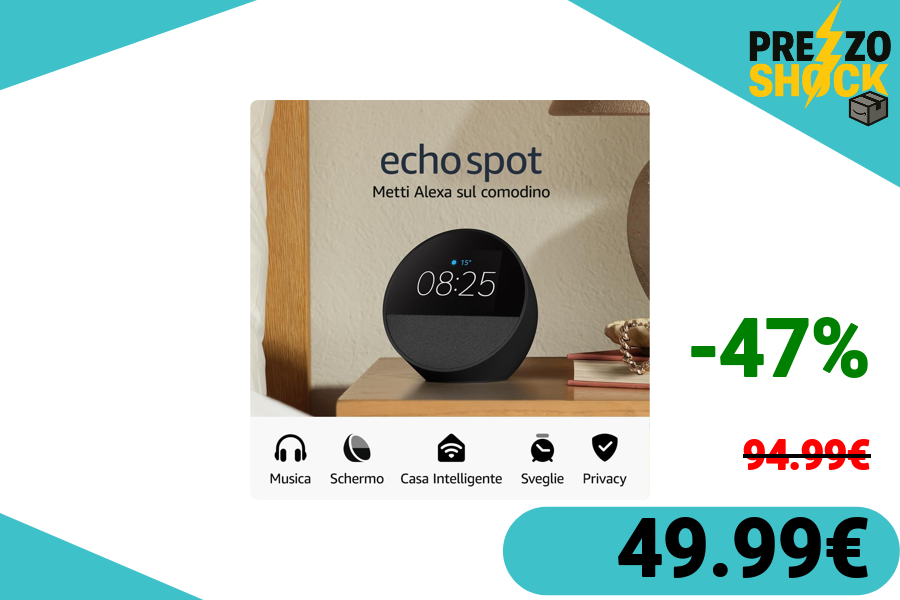 PREZZO
SHOCK
echo spot
Metti Alexa sul comodino
15°
08:25
-47%
94.99€
Musica Schermo Casa Intelligente Sveglie Privacy
49.99€